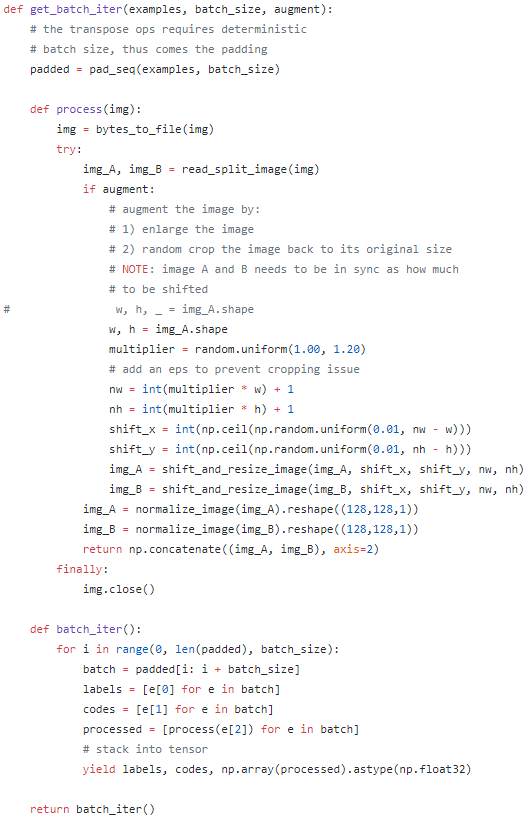 def get_batch_iter(examples, batch_size, augment):
    # the transpose ops requires deterministic
    # batch size, thus comes the padding
    padded = pad_seq(examples, batch_size)

    def process(img):
        img = bytes_to_file(img)
        try:
            img_A, img_B = read_split_image(img)
            if augment:
                # augment the image by:
                # 1) enlarge the image
                # 2) random crop the image back to its original size
                # NOTE: image A and B needs to be in sync as how much
                # to be shifted
#                w, h, _ = img_A.shape
                w, h = img_A.shape
                multiplier = random.uniform(1.00, 1.20)
                # add an eps to prevent cropping issue
                nw = int(multiplier * w) + 1
                nh = int(multiplier * h) + 1
                shift_x = int(np.ceil(np.random.uniform(0.01, nw - w)))
                shift_y = int(np.ceil(np.random.uniform(0.01, nh - h)))
                img_A = shift_and_resize_image(img_A, shift_x, shift_y, nw, nh)
                img_B = shift_and_resize_image(img_B, shift_x, shift_y, nw, nh)
            img_A = normalize_image(img_A).reshape((128,128,1))
            img_B = normalize_image(img_B).reshape((128,128,1))
            return np.concatenate((img_A, img_B), axis=2)
        finally:
            img.close()

    def batch_iter():
        for i in range(0, len(padded), batch_size):
            batch = padded[i: i + batch_size]
            labels = [e[0] for e in batch]
            codes = [e[1] for e in batch]
            processed = [process(e[2]) for e in batch]
            # stack into tensor
            yield labels, codes, np.array(processed).astype(np.float32)

    return batch_iter()